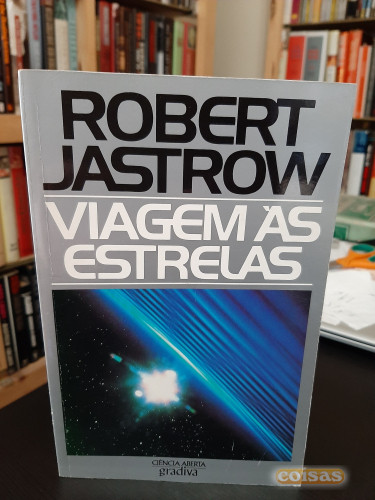 ROBERT
JASTROW
VIAGEM ÀS
ESTRELAS
CIÊNCIA ABERTA
gradiva
coisas